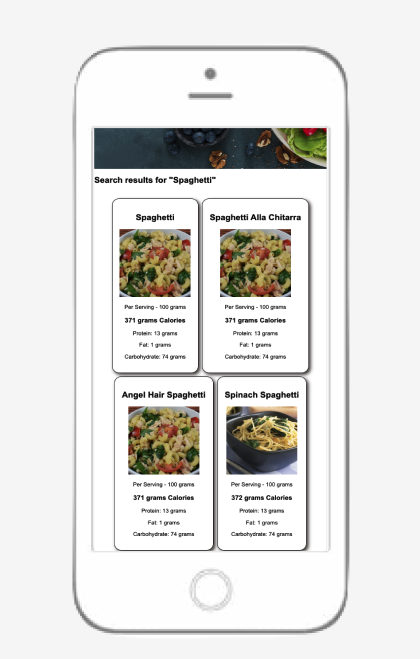 Search results for "Spaghetti"
Spaghetti
Per Serving - 100 grams
371 grams Calories
Protein: 13 grams
Fat: 1 grams
Carbohydrate: 74 grams
Spaghetti Alla Chitarra
Per Serving - 100 grams
371 grams Calories
Protein: 13 grams
Fat: 1 grams
Carbohydrate: 74 grams
Angel Hair Spaghetti
Per Serving - 100 grams
371 grams Calories
Protein: 13 grams
Fat: 1 grams
Carbohydrate: 74 grams
Spinach Spaghetti
Per Serving - 100 grams
372 grams Calories
Protein: 13 grams
Fat: 1 grams
Carbohydrate: 74 grams